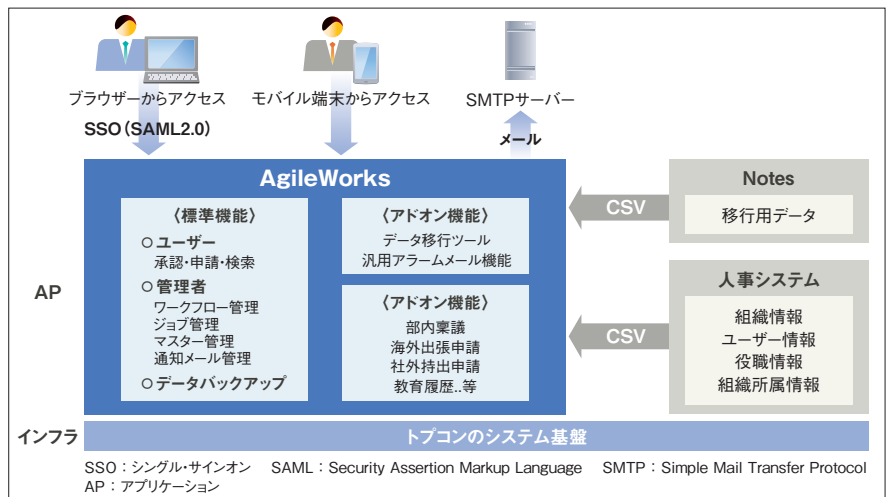 ブラウザーからアクセス
モバイル端末からアクセス
SMTPサーバー
SSO(SAML2.0)
メール
AgileWorks
〈標準機能〉
○ユーザー
承認・申請・検索
○管理者
ワークフロー管理
ジョブ管理
マスター管理
通知メール管理
○データバックアップ
〈アドオン機能〉
データ移行ツール
汎用アラームメール機能
〈アドオン機能〉
部内稟議
海外出張申請
社外持出申請
教育履歴..等
CSV
Notes
移行用データ
CSV
人事システム
組織情報
ユーザー情報
役職情報
組織所属情報
AP
インフラ
トプコンのシステム基盤
SSO：シングル・サインオン SAML：Security Assertion Markup Language SMTP：Simple Mail Transfer Protocol
AP：アプリケーション